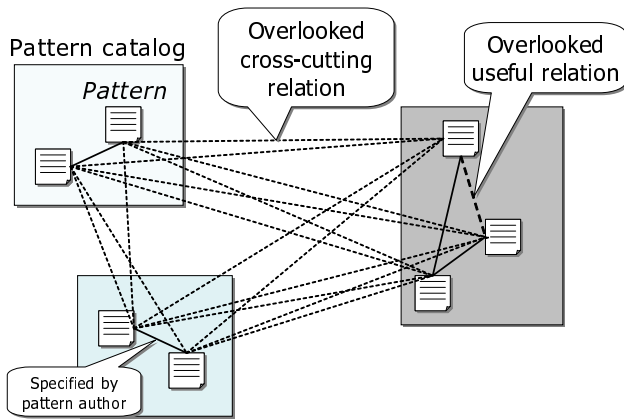 Pattern catalog
Pattern
Overlooked
cross-cutting
relation
Overlooked
useful relation
Specified by
pattern author